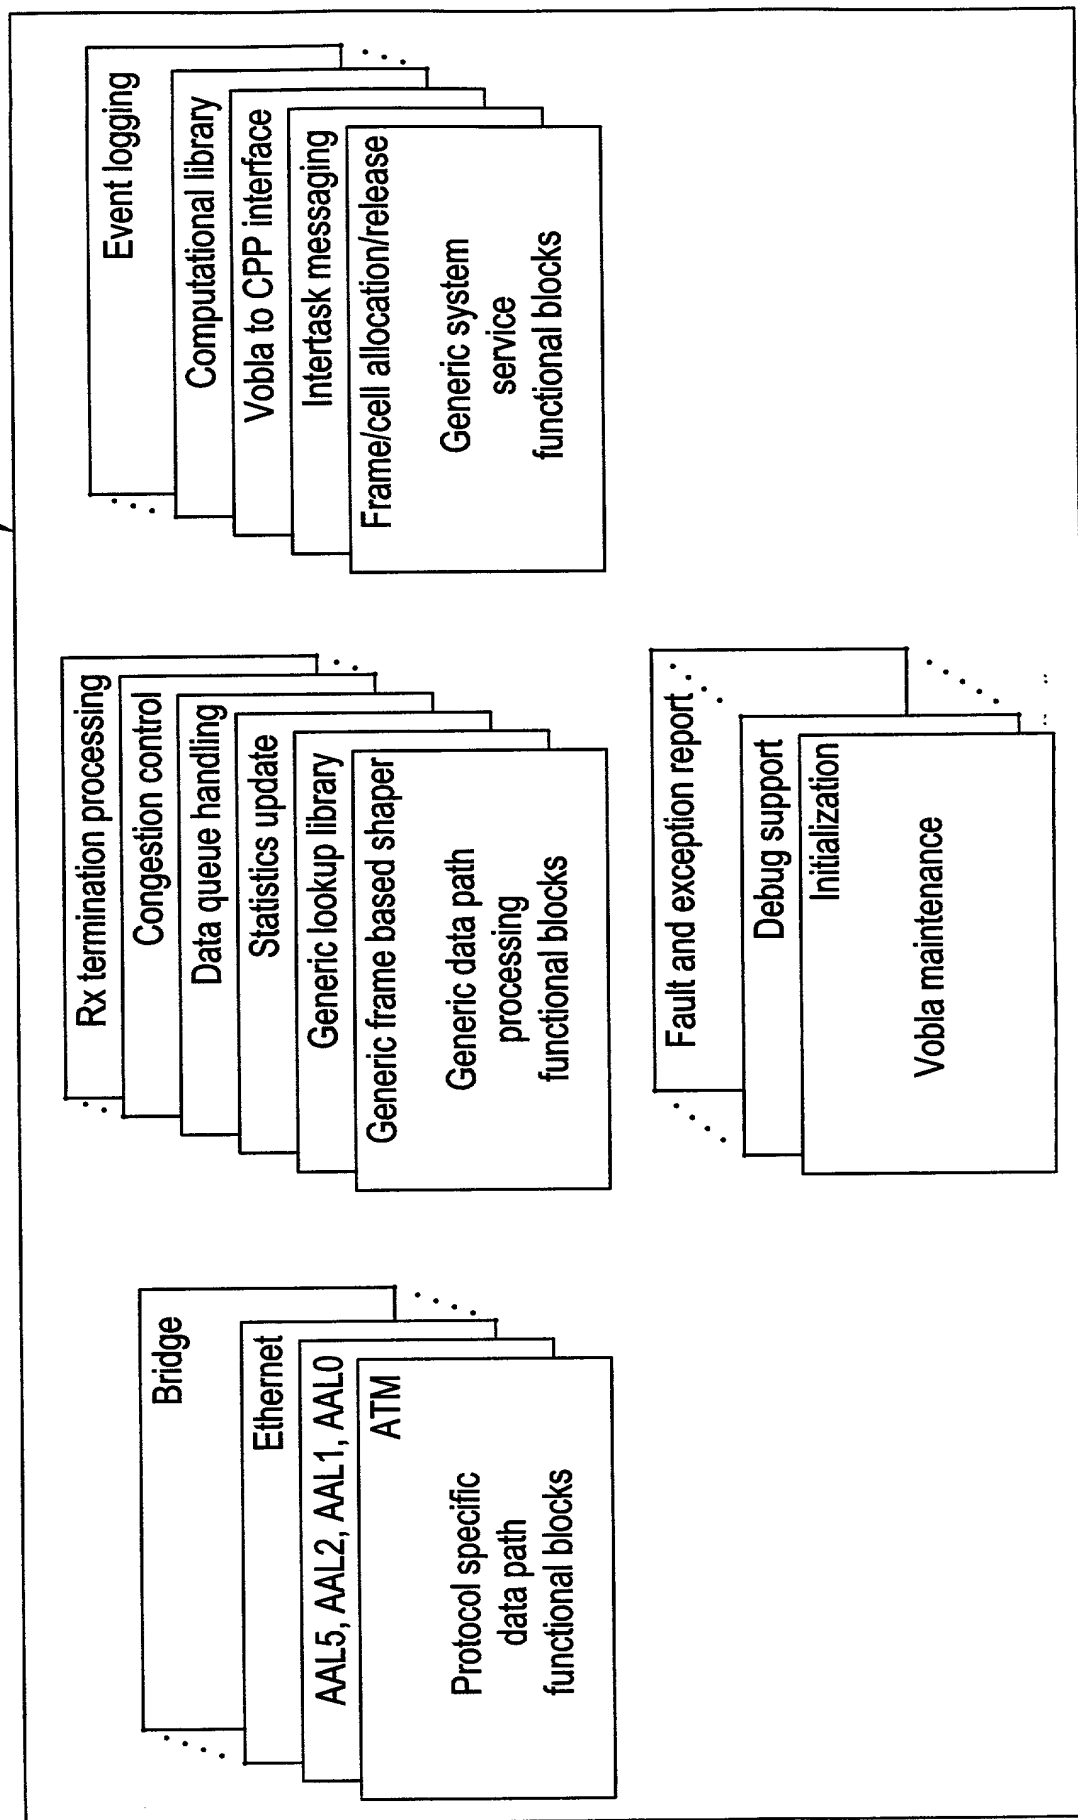 Bridge
Ethernet
AAL5, AAL2, AAL1, AAL0
ATM
Protocol specific
data path
functional blocks
Rx termination processing
Congestion control
Data queue handling
Statistics update
Generic lookup library
Generic frame based shaper
Generic data path
processing
functional blocks
Event logging
Computational library
Vobla to CPP interface
Intertask messaging
Frame/cell allocation/release
Generic system
service
functional blocks
Fault and exception report
Debug support
Initialization
Vobla maintenance